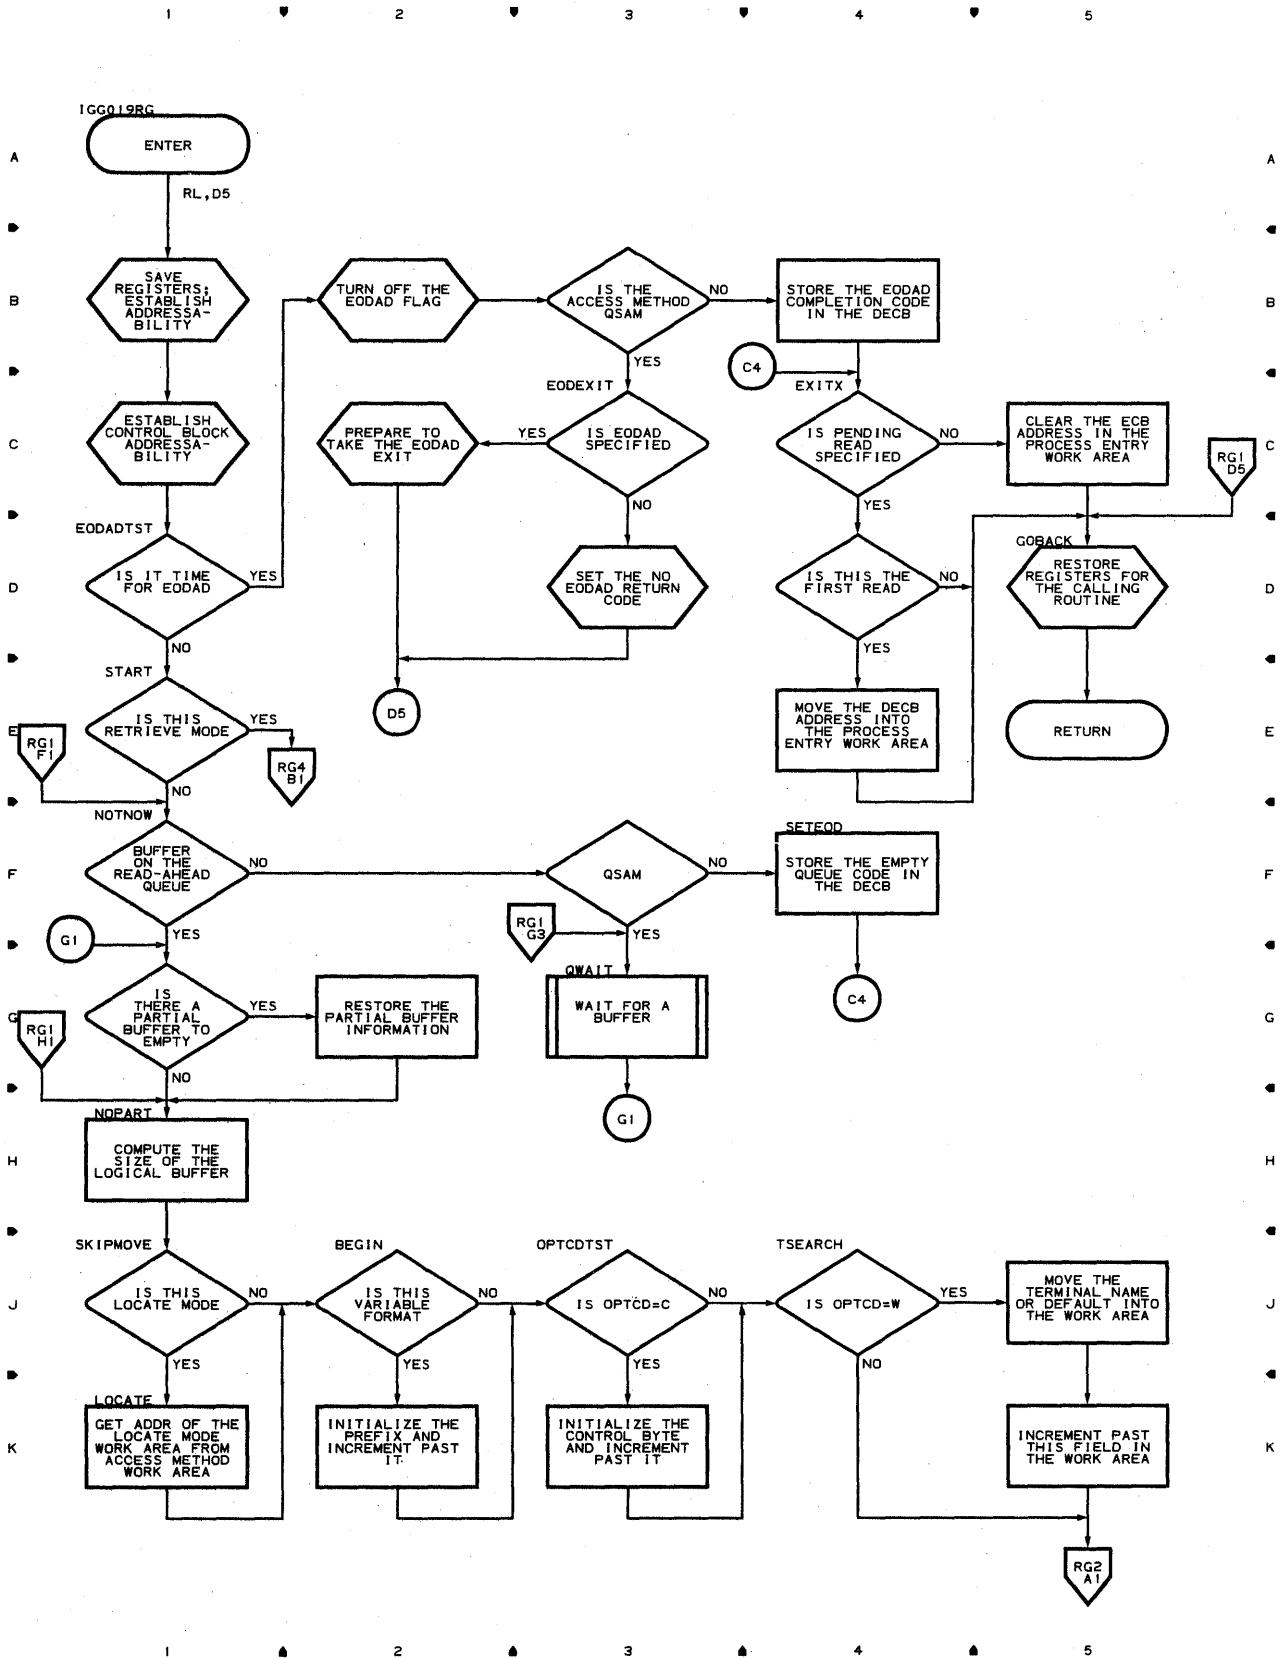 1 2 3 4 5
IGG019RG
ENTER
A A
RL,D5
SAVE
REGISTERS;
ESTABLISH
ADDRESSA-
BILITY
TURN OFF THE
EODAD FLAG
IS THE
ACCESS METHOD
QSAM
NO
STORE THE EODAD
COMPLETION CODE
IN THE DECB
B B
YES
C4
EODEXIT
EXITX
ESTABLISH
CONTROL BLOCK
ADDRESSA-
BILITY
PREPARE TO
TAKE THE EODAD
EXIT
YES
IS EODAD
SPECIFIED
IS PENDING
READ
SPECIFIED
NO
CLEAR THE ECB
ADDRESS IN THE
PROCESS ENTRY
WORK AREA
RG1
D5
C C
NO
YES
EODADTST
GOBACK
IS IT TIME
FOR EODAD
YES
SET THE NO
EODAD RETURN
CODE
IS THIS THE
FIRST READ
NO
RESTORE
REGISTERS FOR
THE CALLING
ROUTINE
D D
NO
YES
START
IS THIS
RETRIEVE MODE
YES
D5
MOVE THE DECB
ADDRESS INTO
THE PROCESS
ENTRY WORK AREA
RETURN
E E
RG1
F1
RG4
B1
NO
NOTNOW
SETEOD
BUFFER
ON THE
READ-AHEAD
QUEUE
NO
QSAM
NO
STORE THE EMPTY
QUEUE CODE IN
THE DECB
F F
YES
RG1
G3
YES
G1
QWAIT
IS
THERE A
PARTIAL
BUFFER TO
EMPTY
YES
RESTORE THE
PARTIAL BUFFER
INFORMATION
WAIT FOR A
BUFFER
C4
G G
RG1
H1
NO
NOPART
G1
COMPUTE THE
SIZE OF THE
LOGICAL BUFFER
H H
SKIPMOVE
BEGIN
OPTCDTST
TSEARCH
IS THIS
LOCATE MODE
NO
IS THIS
VARIABLE
FORMAT
NO
IS OPTCD=C
NO
IS OPTCD=W
YES
MOVE THE
TERMINAL NAME
OR DEFAULT INTO
THE WORK AREA
J J
YES
YES
YES
NO
LOCATE
GET ADDR OF THE
LOCATE MODE
WORK AREA FROM
ACCESS METHOD
WORK AREA
INITIALIZE THE
PREFIX AND
INCREMENT PAST
IT
INITIALIZE THE
CONTROL BYTE
AND INCREMENT
PAST IT
INCREMENT PAST
THIS FIELD IN
THE WORK AREA
K K
RG2
A1
1 2 3 4 5